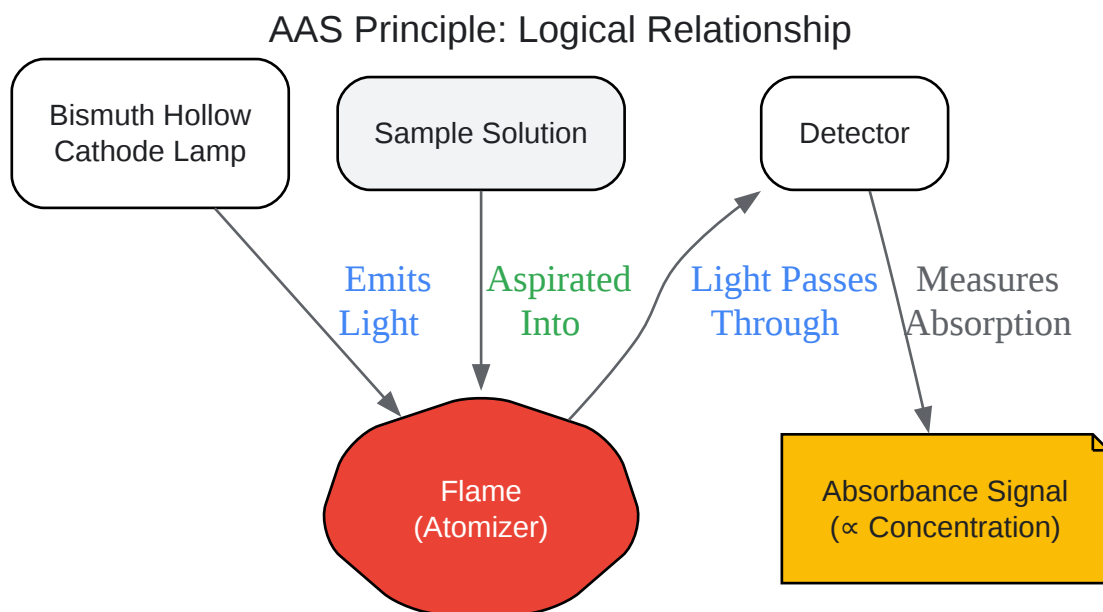 AAS Principle: Logical Relationship
Bismuth Hollow
Cathode Lamp
Sample Solution
Detector
Emits
Light
Aspirated
Into
Light Passes
Through
Measures
Absorption
Flame
(Atomizer)
Absorbance Signal
(∝ Concentration)